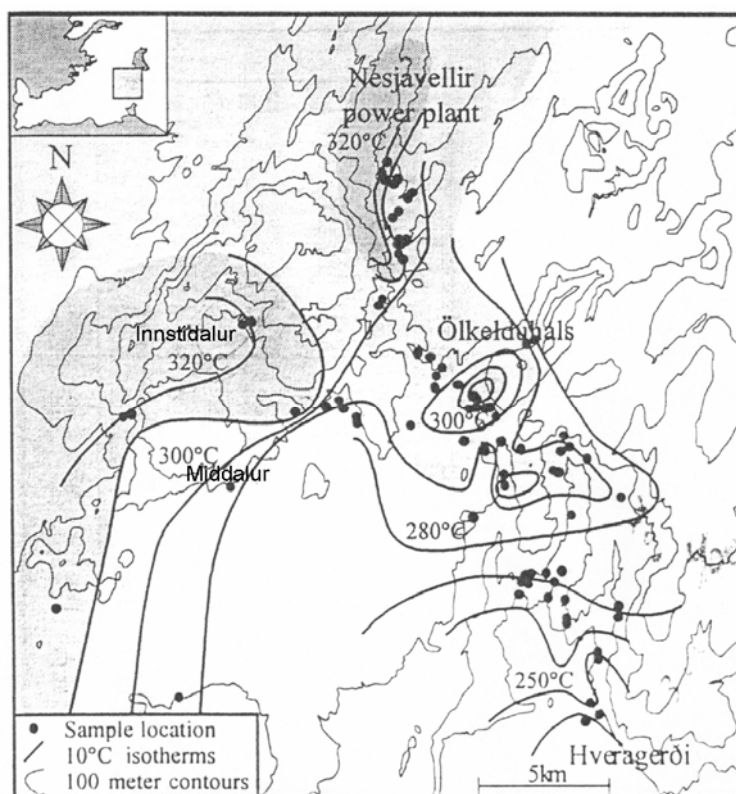 Nesjavellir
power plant
320°C
N
Innstidalur
320°C
Ölkelduháls
300°C
300°C
Middalur
280°C
250°C
Hveragerði
5km
Sample location
10°C isotherms
100 meter contours